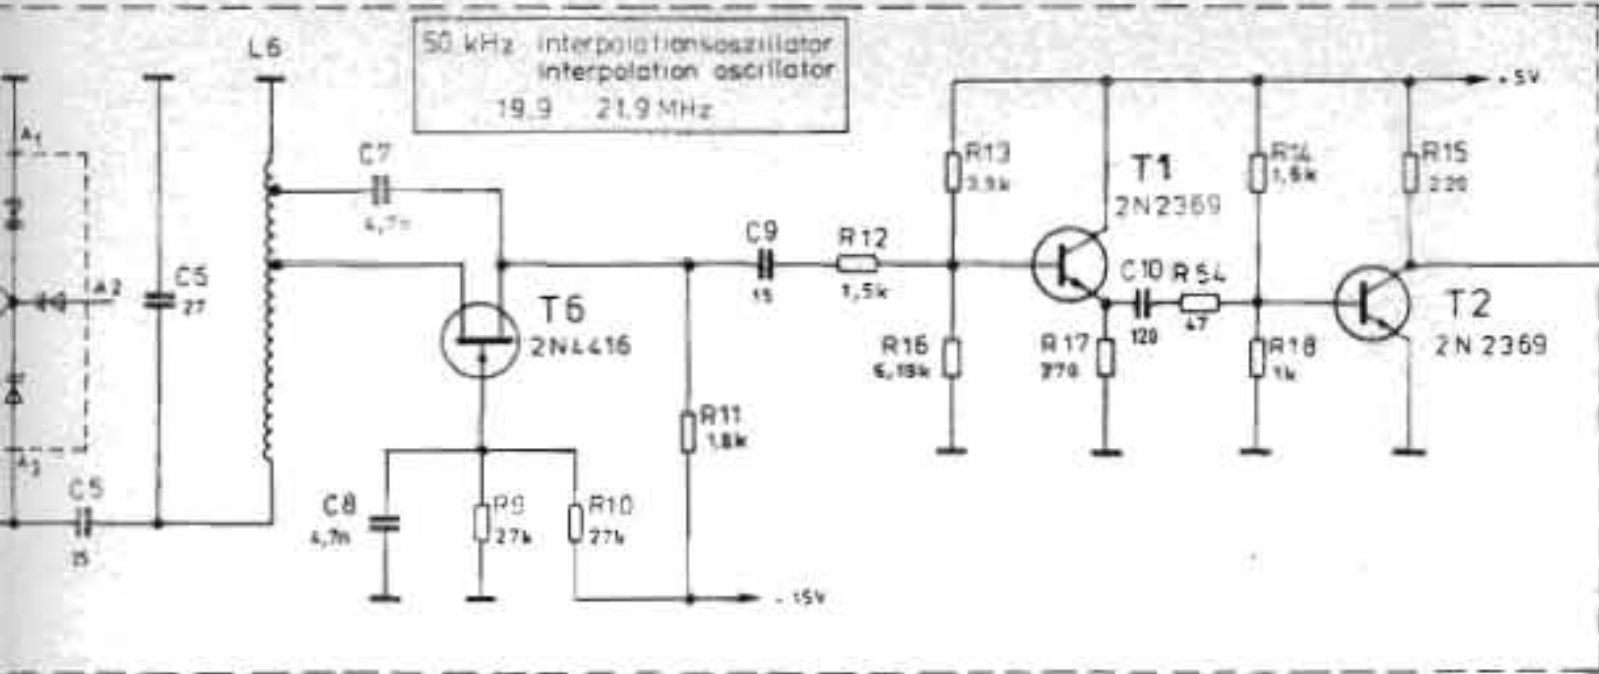 L6
50 kHz Interpolationsoszillator
Interpolation oscillator
19,9 21,9 MHz
+5V
A1
C7
4,7n
R13
3,9k
T1
2N2369
R14
1,5k
R15
220
C9
15
R12
1,5k
A2
C5
27
T6
2N4416
C10 R54
120 47
T2
2N2369
R16
6,19k
R17
R18
1k
R11
1,8k
A3
C5
15
C8
4,7n
R9
27k
R10
27k
- 15V